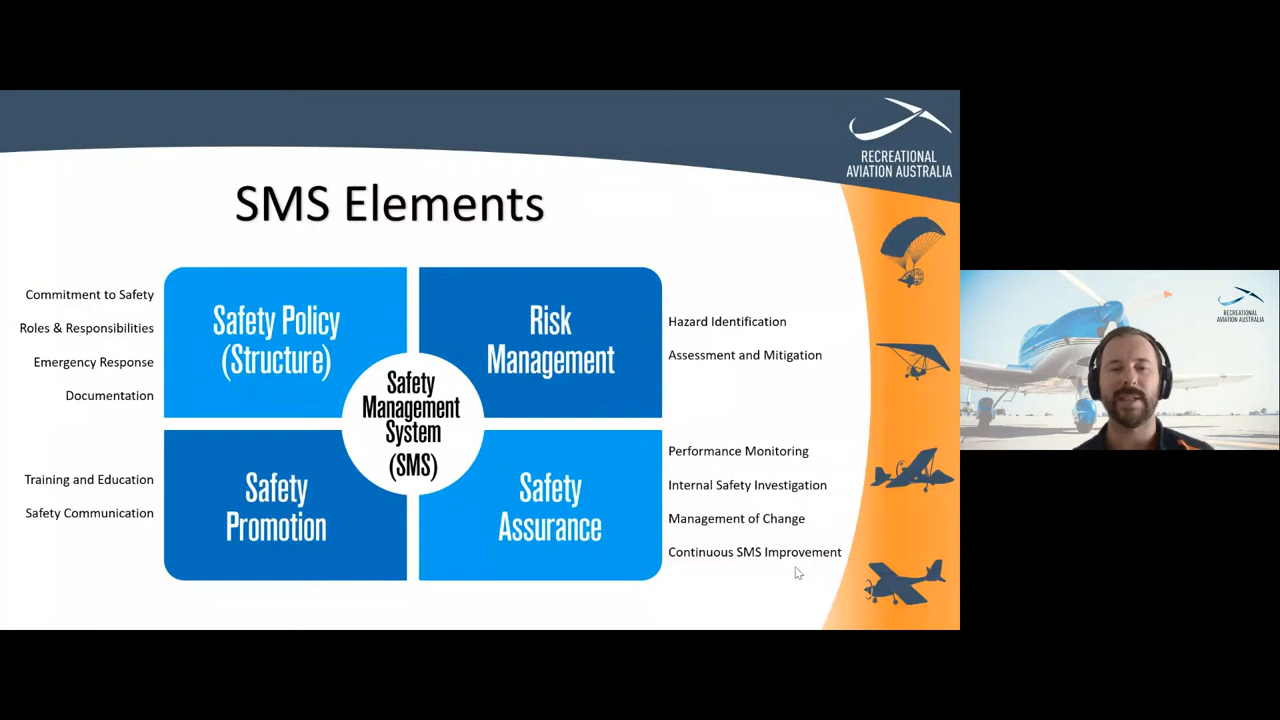 RECREATIONAL
AVIATION AUSTRALIA
SMS Elements
Commitment to Safety
Roles & Responsibilities
Emergency Response
Documentation
Safety Policy
(Structure)
Risk
Management
Hazard Identification
Assessment and Mitigation
Safety
Management
System
(SMS)
Training and Education
Safety Communication
Safety
Promotion
Safety
Assurance
Performance Monitoring
Internal Safety Investigation
Management of Change
Continuous SMS Improvement
RECREATIONAL
AVIATION AUSTRALIA